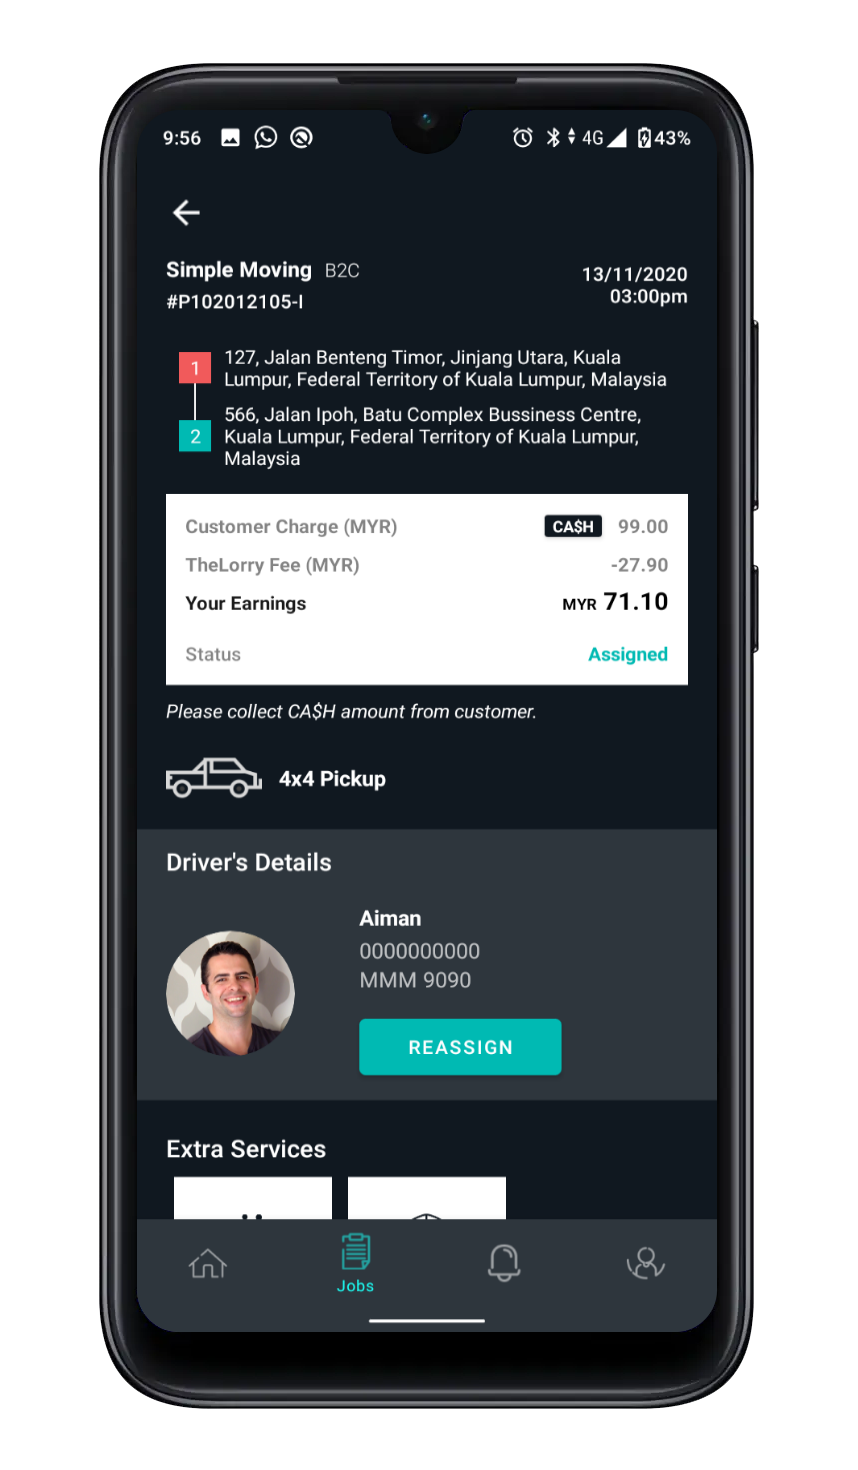 9:56
4G
43%
Simple Moving B2C
#P102012105-I
13/11/2020
03:00pm
1
127, Jalan Benteng Timor, Jinjang Utara, Kuala
Lumpur, Federal Territory of Kuala Lumpur, Malaysia
2
566, Jalan Ipoh, Batu Complex Bussiness Centre,
Kuala Lumpur, Federal Territory of Kuala Lumpur,
Malaysia
Customer Charge (MYR) CA$H 99.00
TheLorry Fee (MYR) -27.90
Your Earnings MYR 71.10
Status Assigned
Please collect CA$H amount from customer.
4x4 Pickup
Driver's Details
Aiman
0000000000
MMM 9090
REASSIGN
Extra Services
Jobs